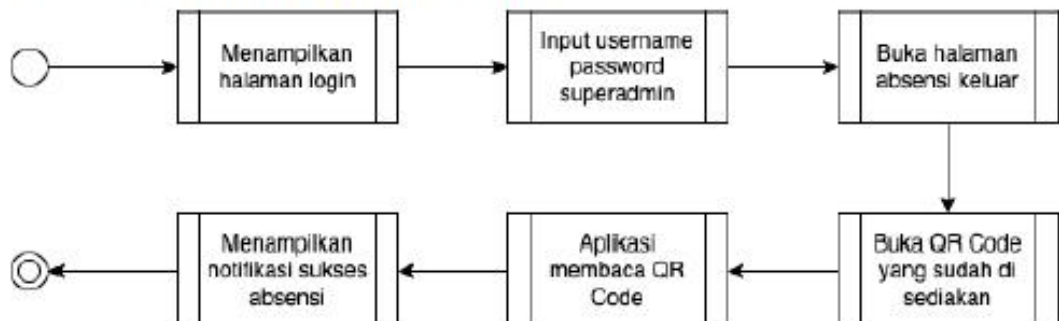 Menampilkan
halaman login
Input username
password
superadmin
Buka halaman
absensi keluar
Menampilkan
notifikasi sukses
absensi
Aplikasi
membaca QR
Code
Buka QR Code
yang sudah di
sediakan